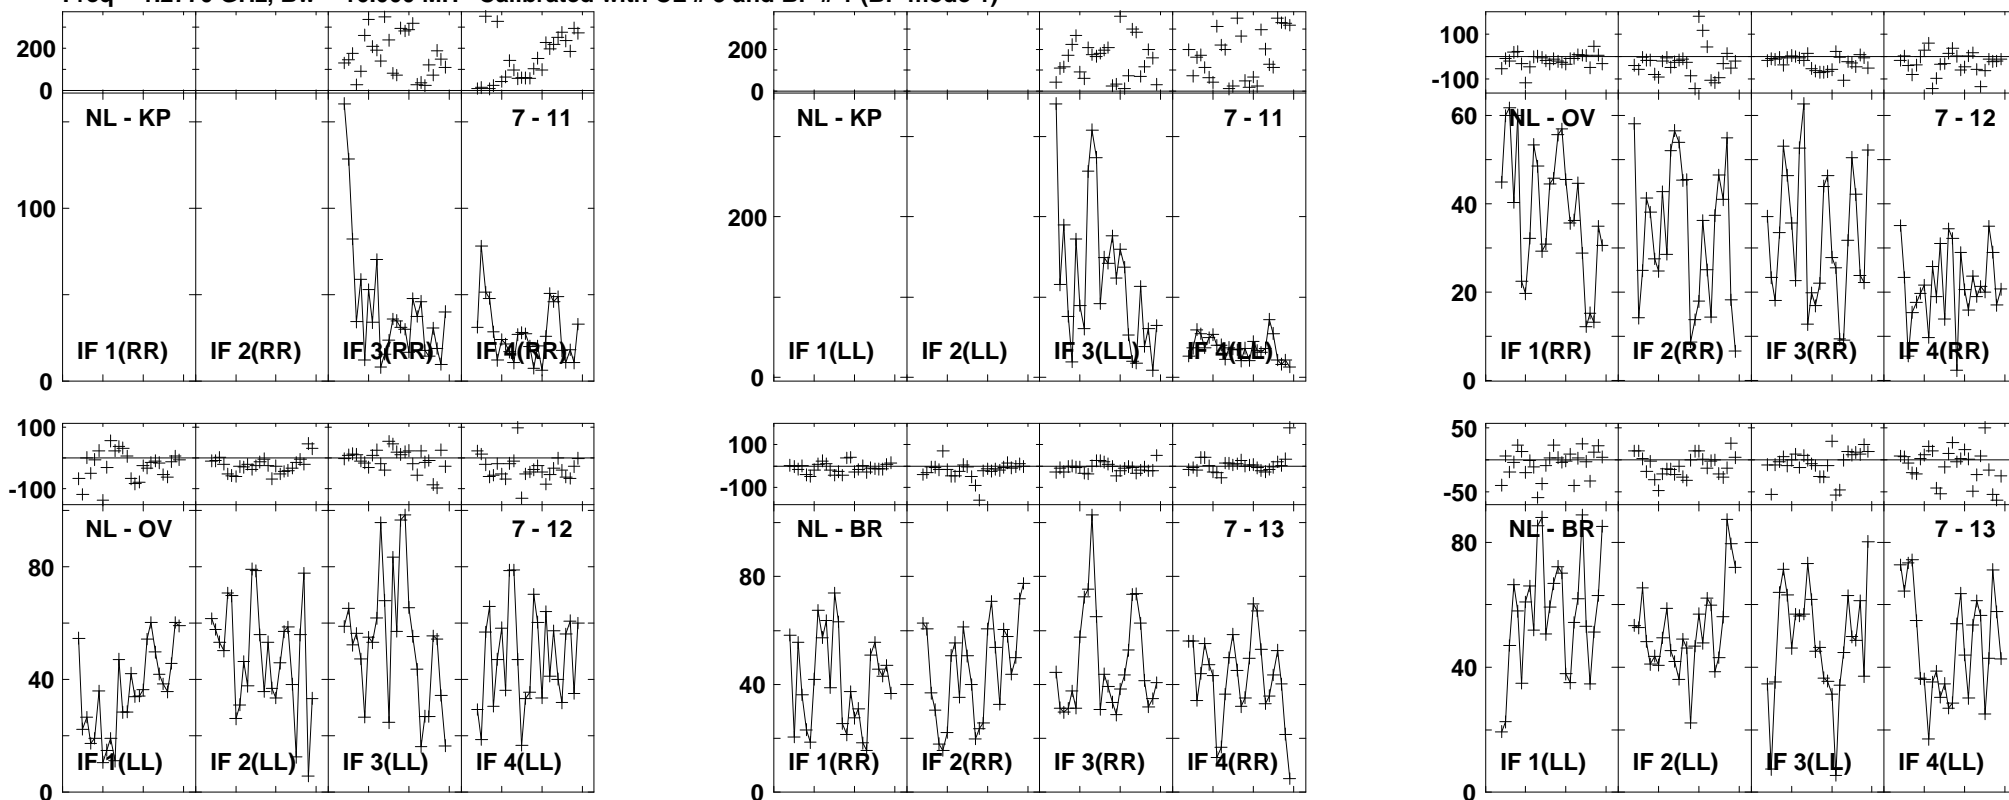 200
0
NL - KP
7 - 11
100
0
IF 1(RR)
IF 2(RR)
IF 3(RR)
IF 4(RR)
200
0
NL - KP
7 - 11
200
0
IF 1(LL)
IF 2(LL)
IF 3(LL)
IF 4(LL)
100
-100
60
NL - OV
7 - 12
40
20
0
IF 1(RR)
IF 2(RR)
IF 3(RR)
IF 4(RR)
100
-100
NL - OV
7 - 12
80
40
0
IF 1(LL)
IF 2(LL)
IF 3(LL)
IF 4(LL)
100
-100
NL - BR
7 - 13
80
40
0
IF 1(RR)
IF 2(RR)
IF 3(RR)
IF 4(RR)
50
-50
NL - BR
7 - 13
80
40
0
IF 1(LL)
IF 2(LL)
IF 3(LL)
IF 4(LL)